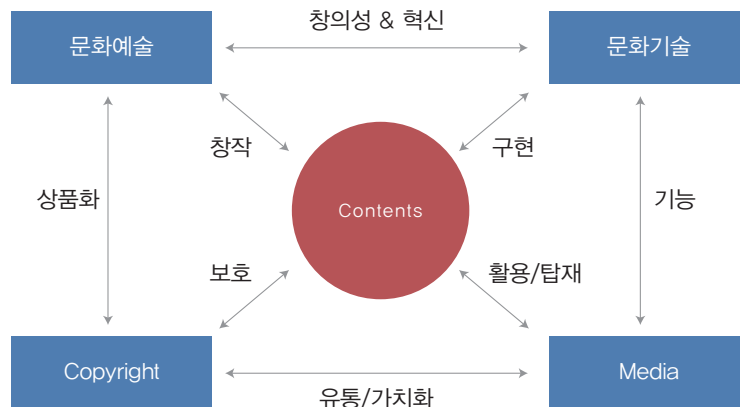 창의성 & 혁신
문화예술
문화기술
창작
구현
상품화
Contents
기능
보호
활용/탑재
Copyright
Media
유통/가치화